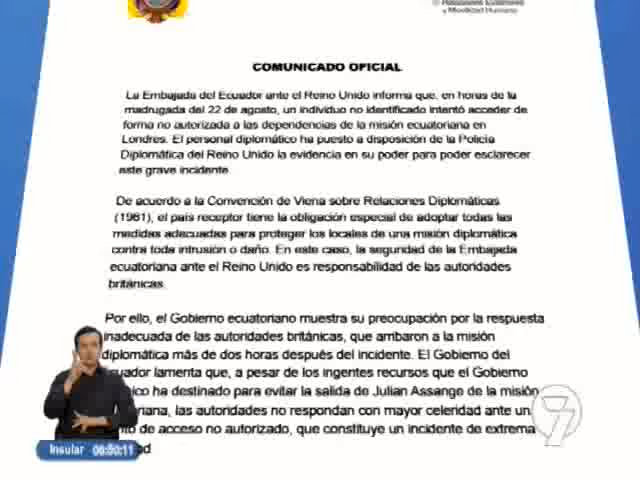 Relaciones Exteriores
y Movilidad Humana
COMUNICADO OFICIAL
La Embajada del Ecuador ante el Reino Unido informa que, en horas de la
madrugada del 22 de agosto, un individuo no identificado intentó acceder de
forma no autorizada a las dependencias de la misión ecuatoriana en
Londres. El personal diplomático ha puesto a disposición de la Policía
Diplomática del Reino Unido la evidencia en su poder para poder esclarecer
este grave incidente.
De acuerdo a la Convención de Viena sobre Relaciones Diplomáticas
(1961), el país receptor tiene la obligación especial de adoptar todas las
medidas adecuadas para proteger los locales de una misión diplomática
contra toda intrusión o daño. En este caso, la seguridad de la Embajada
ecuatoriana ante el Reino Unido es responsabilidad de las autoridades
británicas.
Por ello, el Gobierno ecuatoriano muestra su preocupación por la respuesta
inadecuada de las autoridades británicas, que arribaron a la misión
diplomática más de dos horas después del incidente. El Gobierno del
uador lamenta que, a pesar de los ingentes recursos que el Gobierno
ico ha destinado para evitar la salida de Julian Assange de la misión
riana, las autoridades no respondan con mayor celeridad ante un
to de acceso no autorizado, que constituye un incidente de extrema
d
7
Insular 06:50:11